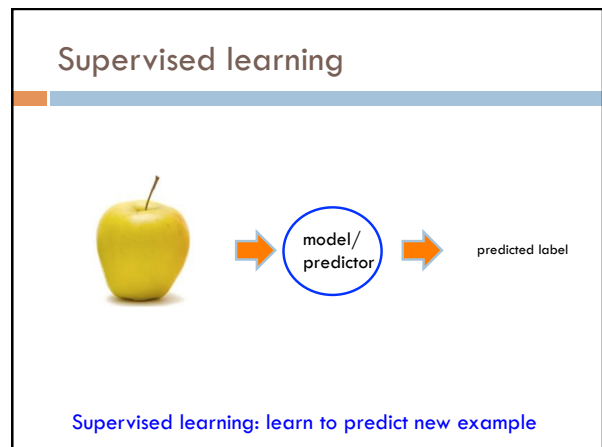 Supervised learning
model/
predictor
predicted label
Supervised learning: learn to predict new example